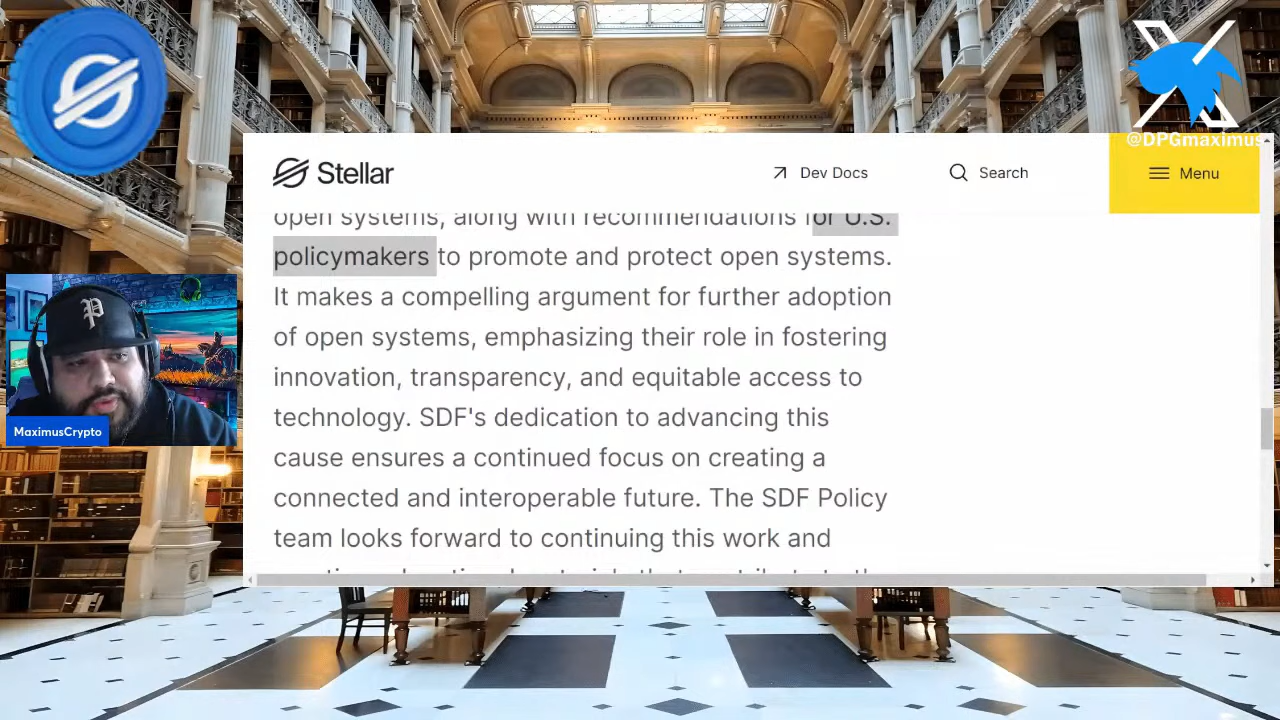 @DPGmaximus
Stellar
Dev Docs
Search
Menu
open systems, along with recommendations for U.S.
policymakers to promote and protect open systems.
It makes a compelling argument for further adoption
of open systems, emphasizing their role in fostering
innovation, transparency, and equitable access to
technology. SDF's dedication to advancing this
cause ensures a continued focus on creating a
connected and interoperable future. The SDF Policy
team looks forward to continuing this work and
P
MaximusCrypto